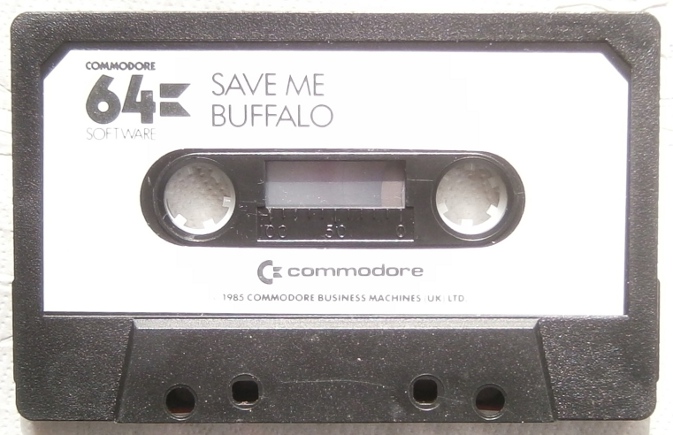 COMMODORE
64
SOFTWARE
SAVE ME
BUFFALO
100 50 0
commodore
1985 COMMODORE BUSINESS MACHINES (UK) LTD.